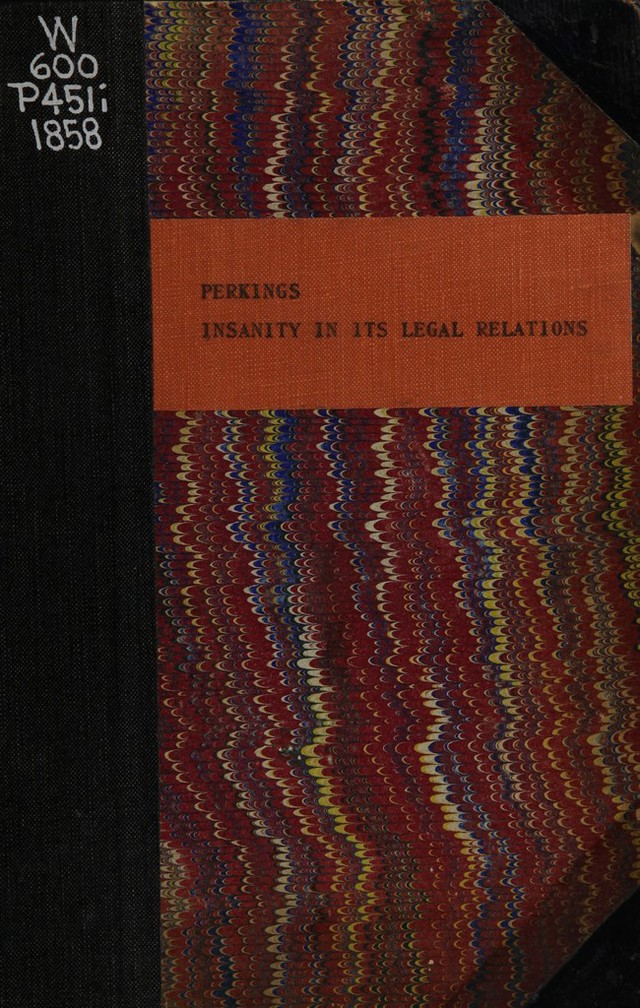 W
600
P451i
1858
PERKINGS
INSANITY IN ITS LEGAL RELATIONS